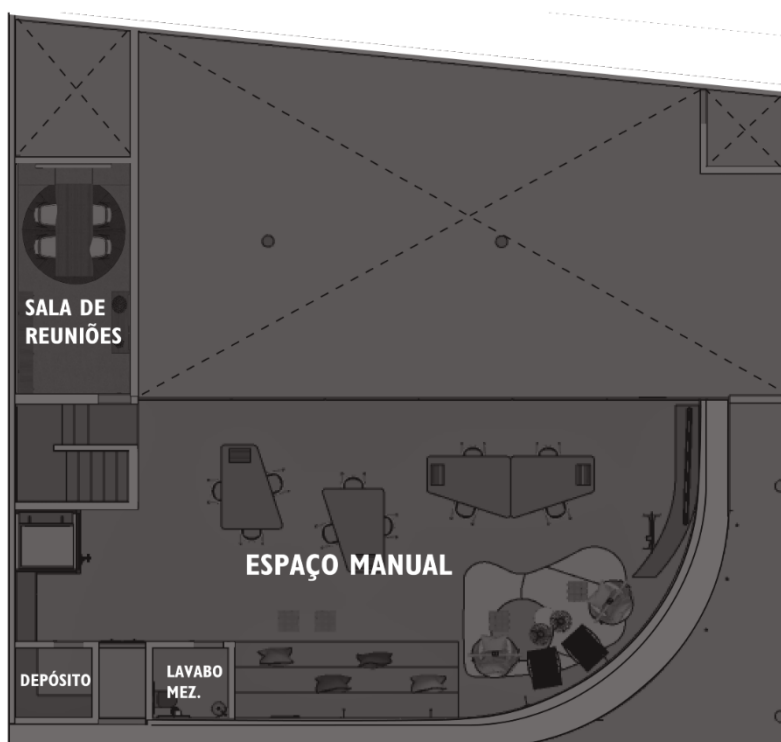 SALA DE
REUNIÕES
ESPAÇO MANUAL
DEPÓSITO
LAVABO
MEZ.